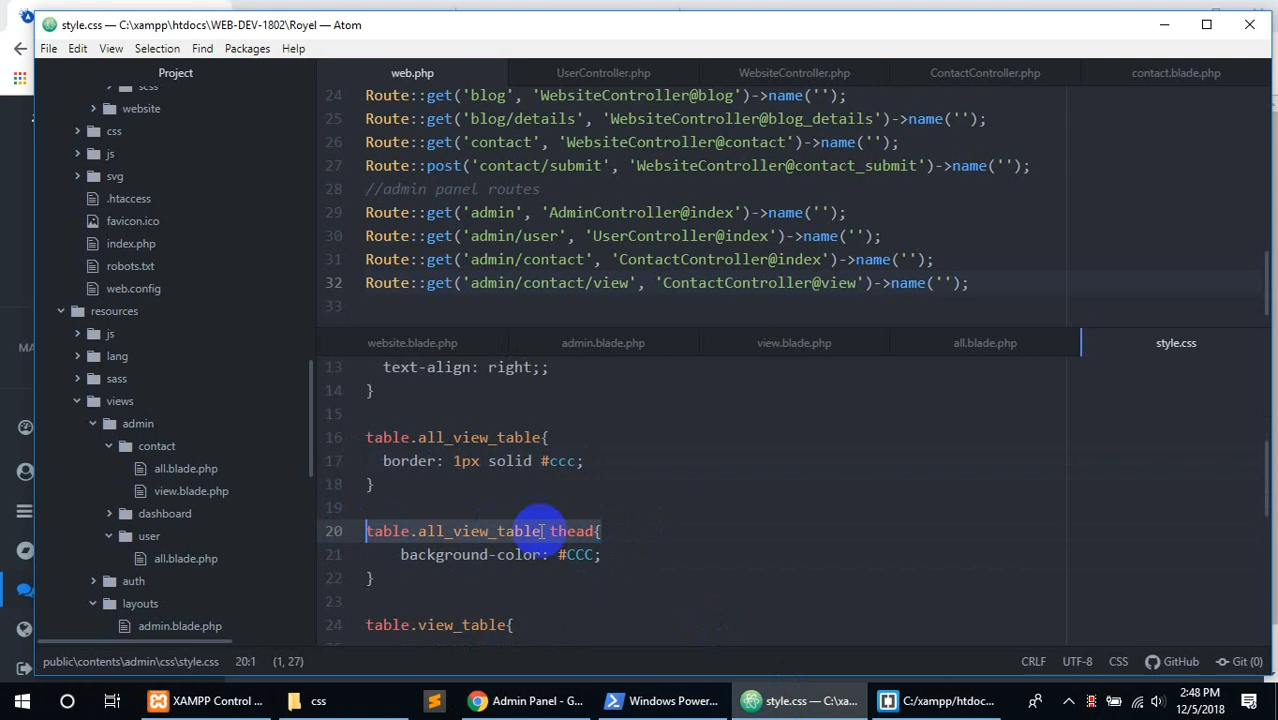 style.css — C:\xampp\htdocs\WEB-DEV-1802\Royel — Atom
File Edit View Selection Find Packages Help
Project
web.php UserController.php WebsiteController.php ContactController.php contact.blade.php
scss
website
css
js
svg
.htaccess
favicon.ico
index.php
robots.txt
web.config
resources
js
lang
sass
views
admin
contact
all.blade.php
view.blade.php
dashboard
user
all.blade.php
auth
layouts
admin.blade.php
24 Route::get('blog', 'WebsiteController@blog')->name('');
25 Route::get('blog/details', 'WebsiteController@blog_details')->name('');
26 Route::get('contact', 'WebsiteController@contact')->name('');
27 Route::post('contact/submit', 'WebsiteController@contact_submit')->name('');
28 //admin panel routes
29 Route::get('admin', 'AdminController@index')->name('');
30 Route::get('admin/user', 'UserController@index')->name('');
31 Route::get('admin/contact', 'ContactController@index')->name('');
32 Route::get('admin/contact/view', 'ContactController@view')->name('');
33
website.blade.php admin.blade.php view.blade.php all.blade.php style.css
13 text-align: right;;
14 }
15
16 table.all_view_table{
17 border: 1px solid #ccc;
18 }
19
20 table.all_view_table thead{
21 background-color: #CCC;
22 }
23
24 table.view_table{
MA
public\contents\admin\css\style.css 20:1 (1, 27) CRLF UTF-8 CSS GitHub Git (0)
XAMPP Control ... css Admin Panel - G... Windows Power... style.css — C:\xa... C:/xampp/htdoc... 2:48 PM
12/5/2018